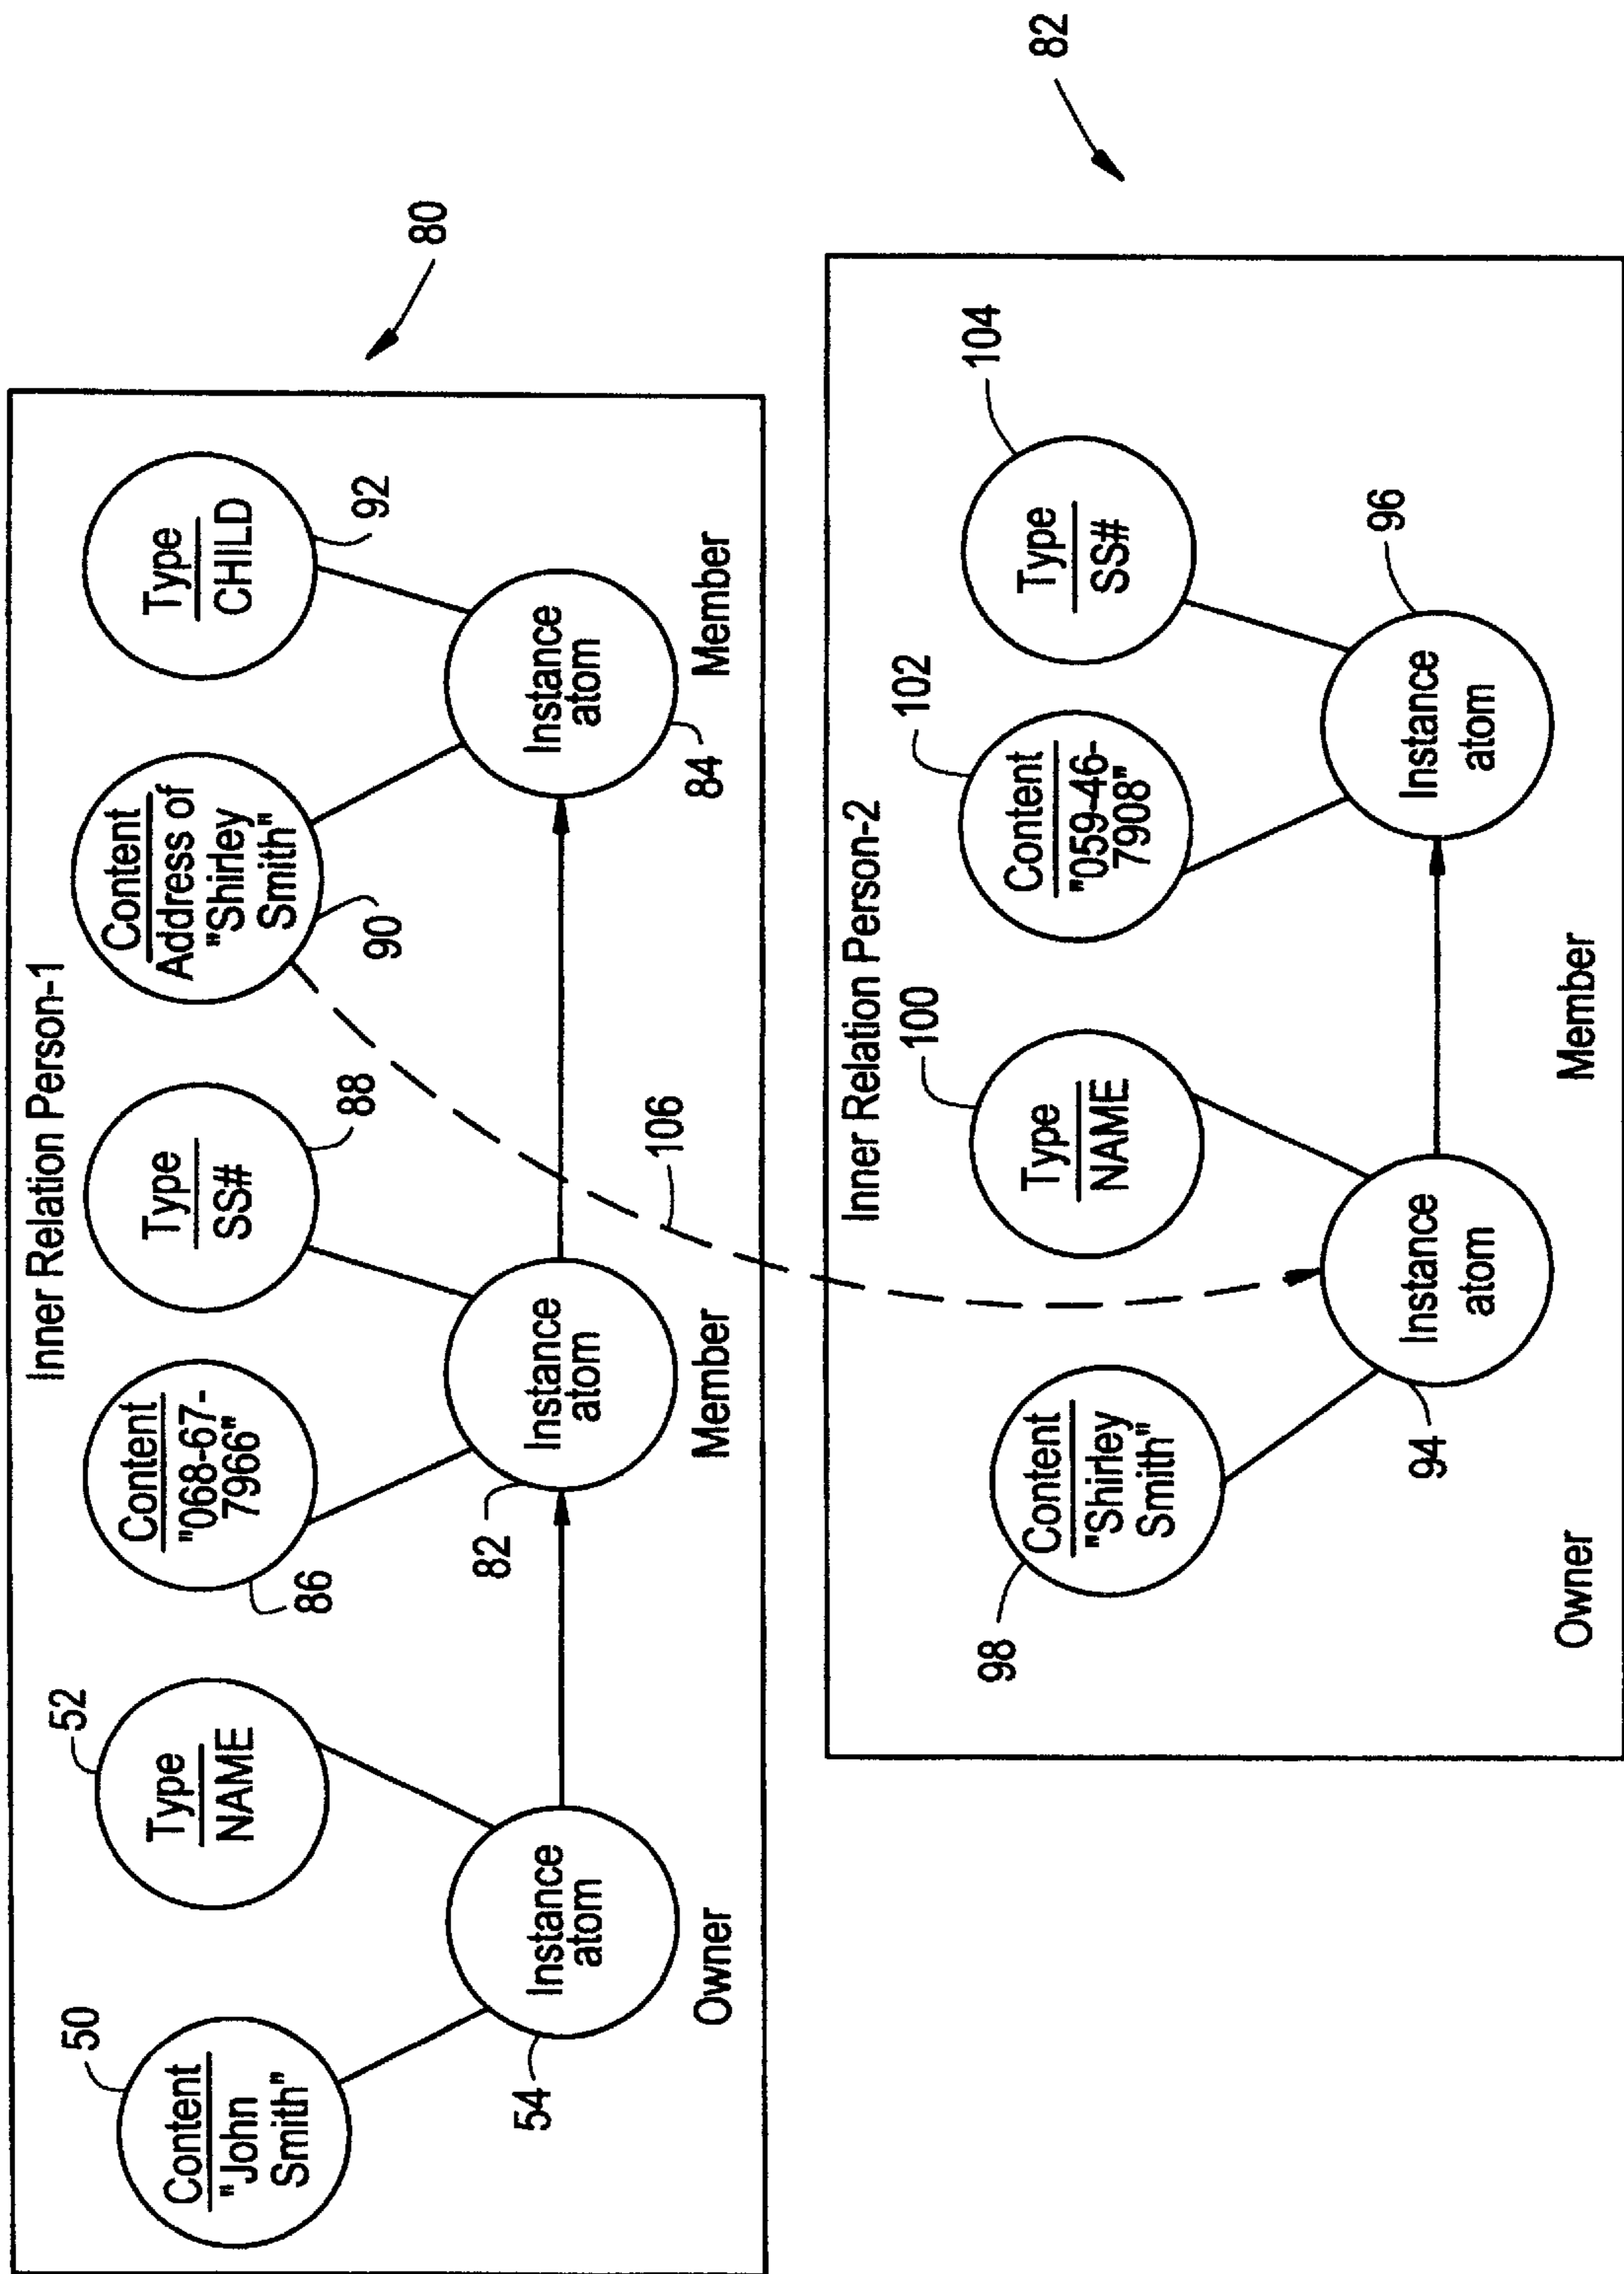 Inner Relation Person-1
50
Content
"John
Smith"
52
Type
NAME
Content
"068-67-
7966"
86
Type
SS#
88
Content
Address of
"Shirley
Smith"
90
Type
CHILD
92
80
54
Instance
atom
82
Instance
atom
Instance
atom
84
Owner
Member
Member
106
Inner Relation Person-2
98
Content
"Shirley
Smith"
100
Type
NAME
102
Content
"059-46-
7908"
104
Type
SS#
82
94
Instance
atom
96
Instance
atom
Owner
Member